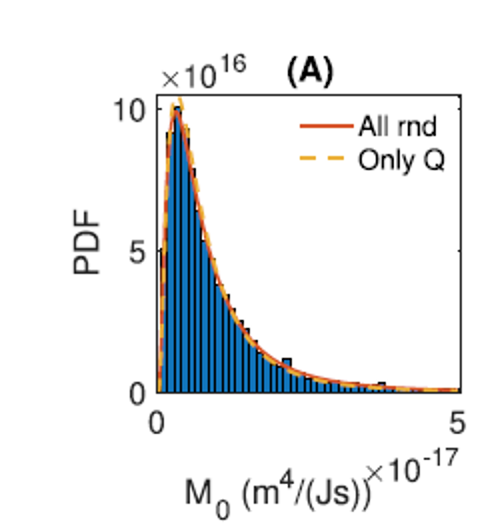 ×10^16
(A)
10
All rnd
Only Q
PDF
5
0
0
5
×10^-17
M_0 (m^4/(Js))